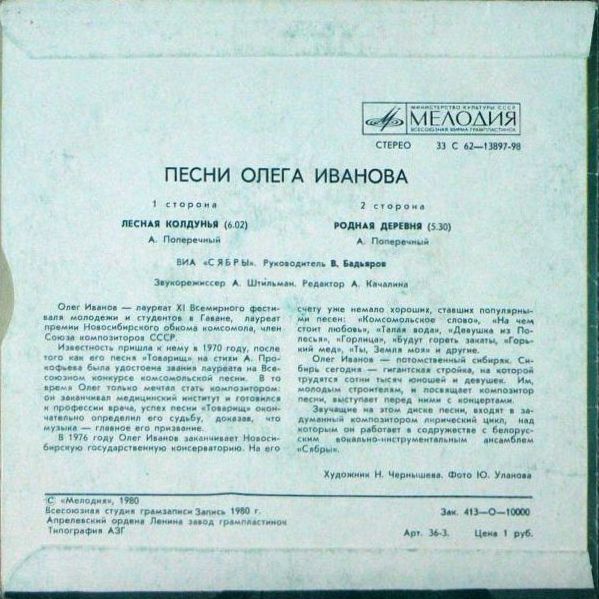 МИНИСТЕРСТВО КУЛЬТУРЫ СССР
МЕЛОДИЯ
ВСЕСОЮЗНАЯ ФИРМА ГРАМПЛАСТИНОК
СТЕРЕО 33 С 62—13897-98
ПЕСНИ ОЛЕГА ИВАНОВА
1 сторона
ЛЕСНАЯ КОЛДУНЬЯ (6.02)
А. Поперечный
2 сторона
РОДНАЯ ДЕРЕВНЯ (5.30)
А. Поперечный
ВИА «СЯБРЫ». Руководитель В. Бадьяров
Звукорежиссер А. Штильман. Редактор А. Качалина
Олег Иванов — лауреат XI Всемирного фести-
валя молодежи и студентов в Гаване, лауреат
премии Новосибирского обкома комсомола, член
Союза композиторов СССР.
Известность пришла к нему в 1970 году, после
того как его песня «Товарищ» на стихи А. Про-
кофьева была удостоена звания лауреата на Все-
союзном конкурсе комсомольской песни. В то
время Олег только мечтал стать композитором:
он заканчивал медицинский институт и готовился
к профессии врача, успех песни «Товарищ» окон-
чательно определил его судьбу, доказав, что
музыка — главное его призвание.
В 1976 году Олег Иванов заканчивает Новоси-
бирскую государственную консерваторию. На его
счету уже немало хороших, ставших популярны-
ми песен: «Комсомольское слово», «На чем
стоит любовь», «Талая вода», «Девушка из По-
лесья», «Горлица», «Будут гореть закаты, «Горь-
кий мед», «Ты, Земля моя» и другие.
Олег Иванов — потомственный сибиряк. Си-
бирь сегодня — гигантская стройка, на которой
трудятся сотни тысяч юношей и девушек. Им,
молодым строителям, и посвящает композитор
песни, выступает перед ними с концертами.
Звучащие на этом диске песни, входят в за-
думанный композитором лирический цикл, над
которым он работает в содружестве с белорус-
ским вокально-инструментальным ансамблем
«Сябры».
Художник Н. Чернышева. Фото Ю. Уланова
© «Мелодия», 1980
Всесоюзная студия грамзаписи Запись 1980 г.
Апрелевский ордена Ленина завод грампластинок
Типография АЗГ
Зак. 413—О—10000
Арт. 36-3. Цена 1 руб.